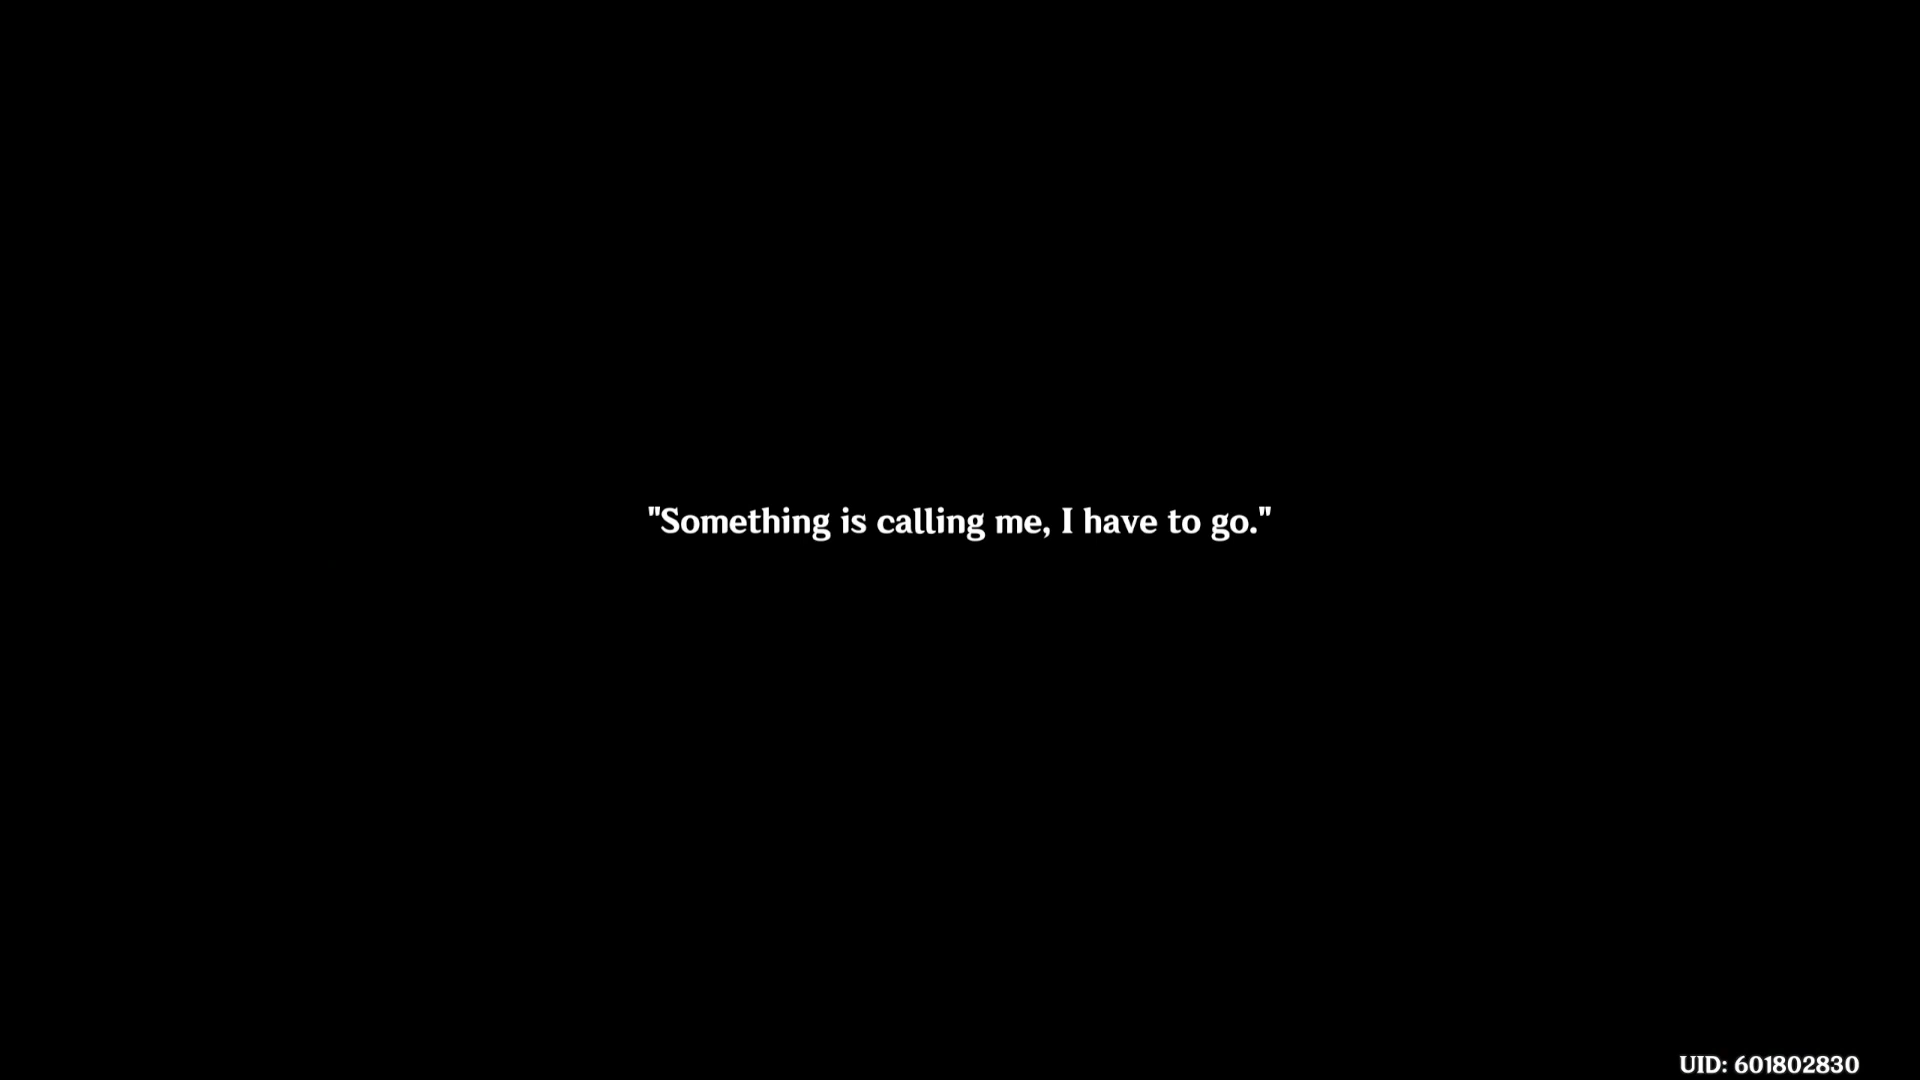 "Something is calling me, I have to go."
UID: 601802830